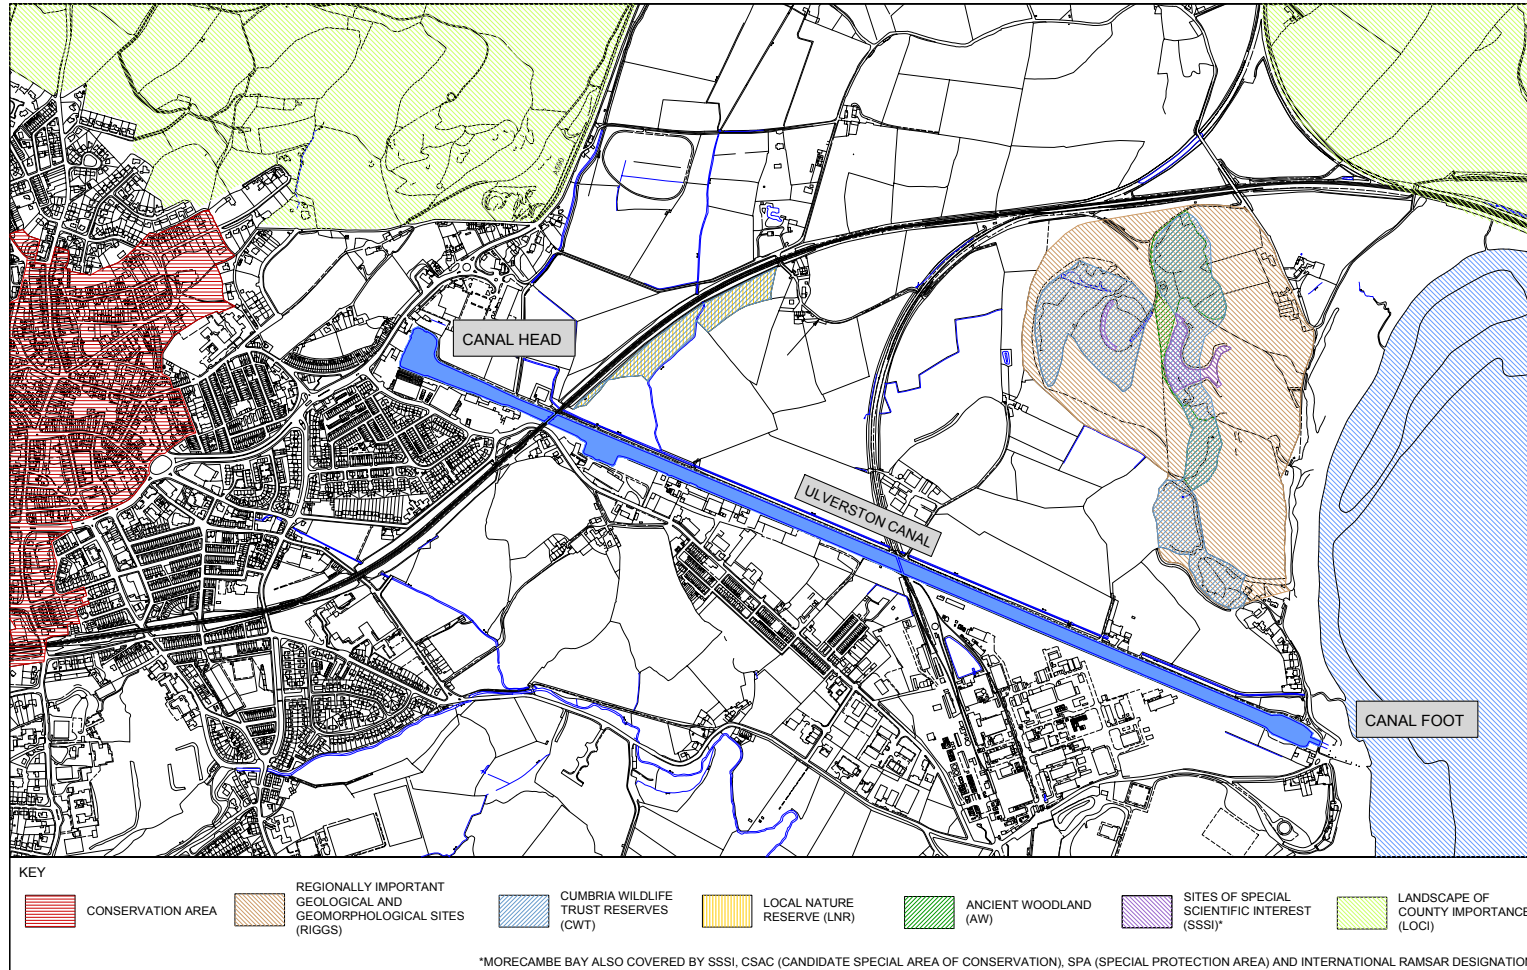 A590
CANAL HEAD
ULVERSTON CANAL
CANAL FOOT
KEY
CONSERVATION AREA
REGIONALLY IMPORTANT
GEOLOGICAL AND
GEOMORPHOLOGICAL SITES
(RIGGS)
CUMBRIA WILDLIFE
TRUST RESERVES
(CWT)
LOCAL NATURE
RESERVE (LNR)
ANCIENT WOODLAND
(AW)
SITES OF SPECIAL
SCIENTIFIC INTEREST
(SSSI)*
LANDSCAPE OF
COUNTY IMPORTANCE
(LOCI)
*MORECAMBE BAY ALSO COVERED BY SSSI, CSAC (CANDIDATE SPECIAL AREA OF CONSERVATION), SPA (SPECIAL PROTECTION AREA) AND INTERNATIONAL RAMSAR DESIGNATIO